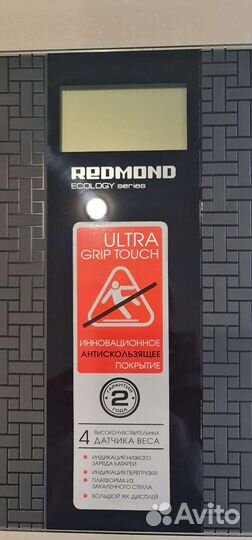 REDMOND
ECOLOGY series
ULTRA
GRIP TOUCH
ИННОВАЦИОННОЕ
АНТИСКОЛЬЗЯЩЕЕ
ПОКРЫТИЕ
ГАРАНТИЯ
2
ГОДА
4 ВЫСОКОЧУВСТВИТЕЛЬНЫХ
ДАТЧИКА ВЕСА
ИНДИКАЦИЯ НИЗКОГО
ЗАРЯДА БАТАРЕИ
ИНДИКАЦИЯ ПЕРЕГРУЗКИ
ПЛАТФОРМА ИЗ
ЗАКАЛЕННОГО СТЕКЛА
БОЛЬШОЙ ЖК ДИСПЛЕЙ
Avito